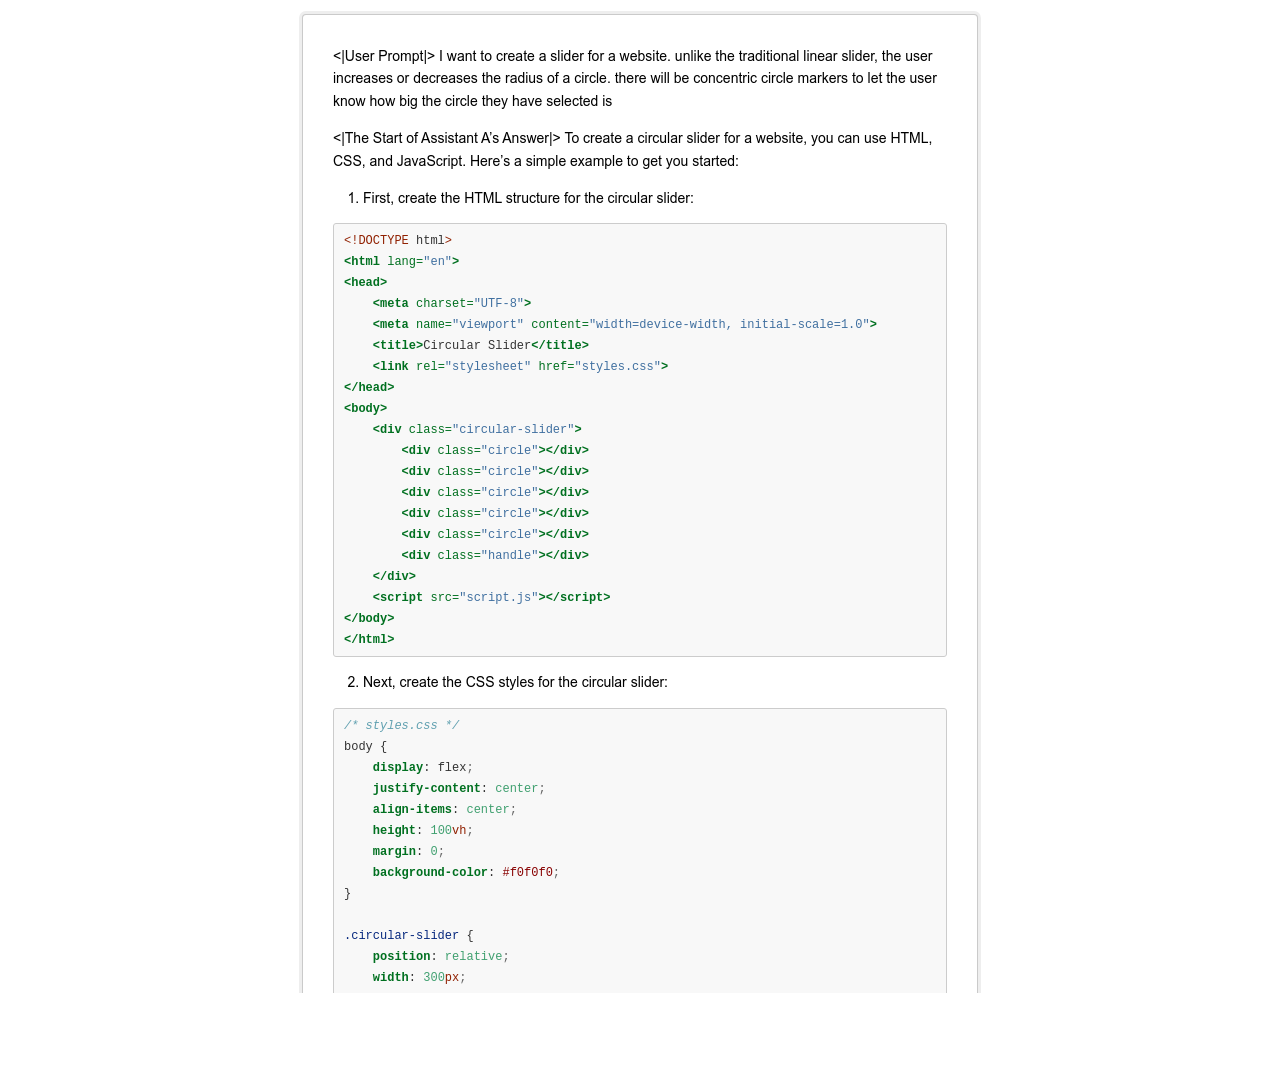 <|User Prompt|> I want to create a slider for a website. unlike the traditional linear slider, the user
increases or decreases the radius of a circle. there will be concentric circle markers to let the user
know how big the circle they have selected is
<|The Start of Assistant A’s Answer|> To create a circular slider for a website, you can use HTML,
CSS, and JavaScript. Here’s a simple example to get you started:
1. First, create the HTML structure for the circular slider:
<!DOCTYPE html>
<html lang="en">
<head>
    <meta charset="UTF-8">
    <meta name="viewport" content="width=device-width, initial-scale=1.0">
    <title>Circular Slider</title>
    <link rel="stylesheet" href="styles.css">
</head>
<body>
    <div class="circular-slider">
        <div class="circle"></div>
        <div class="circle"></div>
        <div class="circle"></div>
        <div class="circle"></div>
        <div class="circle"></div>
        <div class="handle"></div>
    </div>
    <script src="script.js"></script>
</body>
</html>
2. Next, create the CSS styles for the circular slider:
/* styles.css */
body {
    display: flex;
    justify-content: center;
    align-items: center;
    height: 100vh;
    margin: 0;
    background-color: #f0f0f0;
}
.circular-slider {
    position: relative;
    width: 300px;